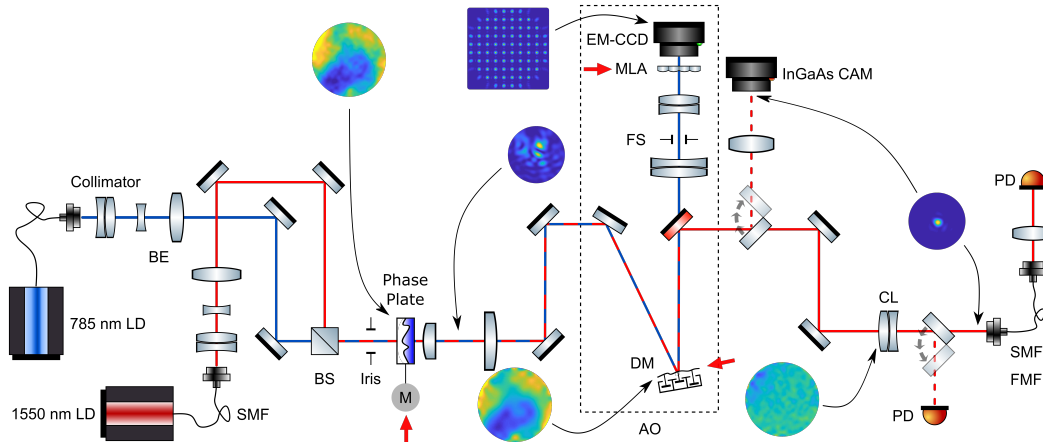 EM-CCD
MLA
InGaAs CAM
FS
PD
Collimator
BE
Phase
Plate
CL
785 nm LD
BS
Iris
DM
SMF
FMF
M
1550 nm LD
SMF
PD
AO